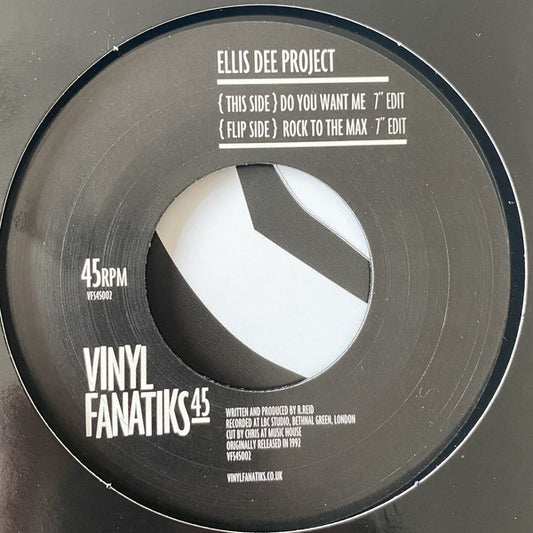 ELLIS DEE PROJECT
{ THIS SIDE } DO YOU WANT ME 7" EDIT
{ FLIP SIDE } ROCK TO THE MAX · 7" EDIT
45RPM
VFS45002
VINYL
FANATIKS45
WRITTEN AND PRODUCED BY R.REID
RECORDED AT LBC STUDIO, BETHNAL GREEN, LONDON
CUT BY CHRIS AT MUSIC HOUSE
ORIGINALLY RELEASED IN 1992
VFS45002
VINYLFANATIKS.CO.UK